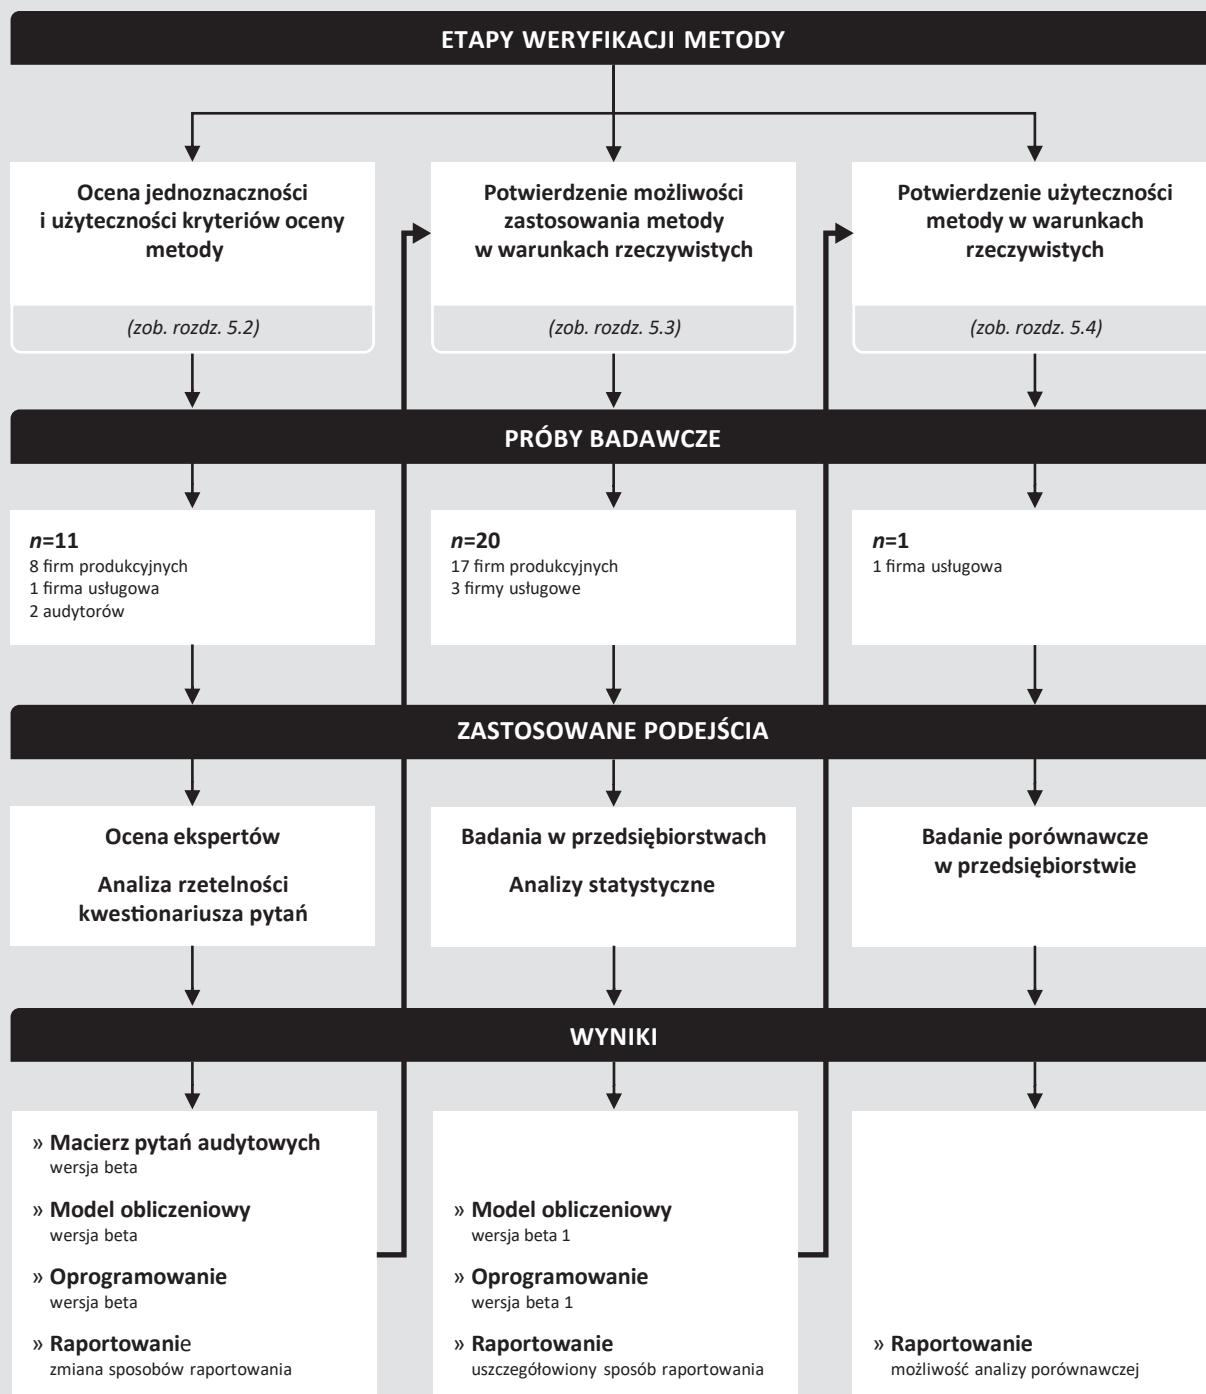 ETAPY WERYFIKACJI METODY
Ocena jednoznaczności
i użyteczności kryteriów oceny
metody
(zob. rozdz. 5.2)
Potwierdzenie możliwości
zastosowania metody
w warunkach rzeczywistych
(zob. rozdz. 5.3)
Potwierdzenie użyteczności
metody w warunkach
rzeczywistych
(zob. rozdz. 5.4)
PRÓBY BADAWCZE
n=11
8 firm produkcyjnych
1 firma usługowa
2 audytorów
n=20
17 firm produkcyjnych
3 firmy usługowe
n=1
1 firma usługowa
ZASTOSOWANE PODEJŚCIA
Ocena ekspertów
Analiza rzetelności
kwestionariusza pytań
Badania w przedsiębiorstwach
Analizy statystyczne
Badanie porównawcze
w przedsiębiorstwie
WYNIKI
» Macierz pytań audytowych
wersja beta
» Model obliczeniowy
wersja beta
» Oprogramowanie
wersja beta
» Raportowanie
zmiana sposobów raportowania
» Model obliczeniowy
wersja beta 1
» Oprogramowanie
wersja beta 1
» Raportowanie
uszczegółowiony sposób raportowania
» Raportowanie
możliwość analizy porównawczej